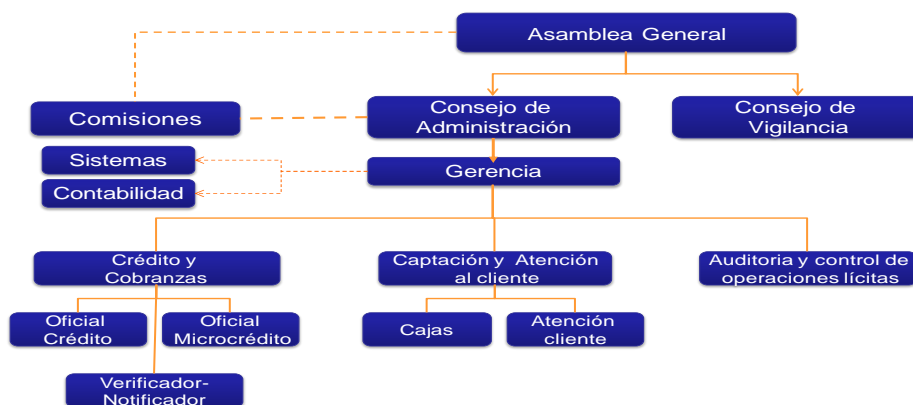 Asamblea General
Comisiones
Consejo de
Administración
Consejo de
Vigilancia
Sistemas
Contabilidad
Gerencia
Crédito y
Cobranzas
Captación y Atención
al cliente
Auditoria y control de
operaciones lícitas
Oficial
Crédito
Oficial
Microcrédito
Cajas
Atención
cliente
Verificador-
Notificador